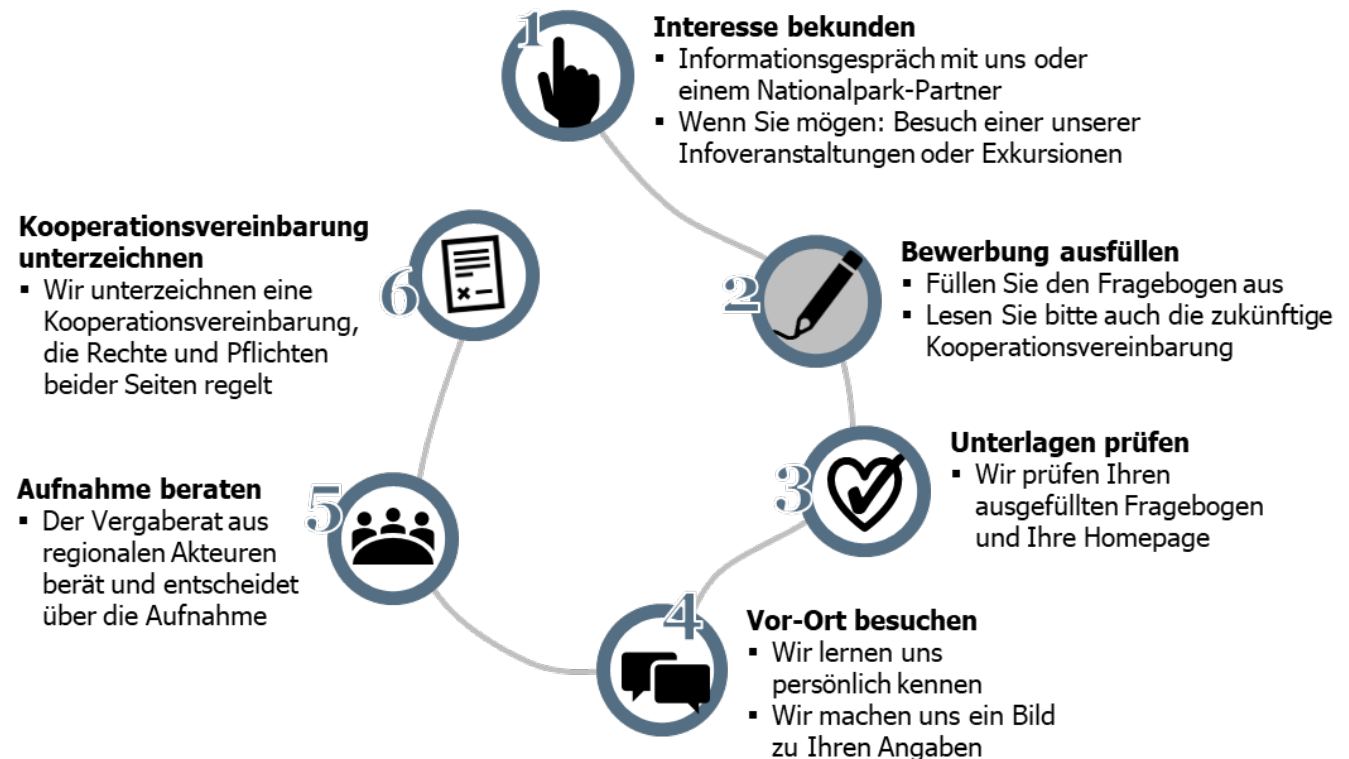 1
Interesse bekunden
▪ Informationsgespräch mit uns oder
einem Nationalpark-Partner
▪ Wenn Sie mögen: Besuch einer unserer
Infoveranstaltungen oder Exkursionen
2
Bewerbung ausfüllen
▪ Füllen Sie den Fragebogen aus
▪ Lesen Sie bitte auch die zukünftige
Kooperationsvereinbarung
3
Unterlagen prüfen
▪ Wir prüfen Ihren
ausgefüllten Fragebogen
und Ihre Homepage
4
Vor-Ort besuchen
▪ Wir lernen uns
persönlich kennen
▪ Wir machen uns ein Bild
zu Ihren Angaben
5
Aufnahme beraten
▪ Der Vergaberat aus
regionalen Akteuren
berät und entscheidet
über die Aufnahme
6
Kooperationsvereinbarung
unterzeichnen
▪ Wir unterzeichnen eine
Kooperationsvereinbarung,
die Rechte und Pflichten
beider Seiten regelt